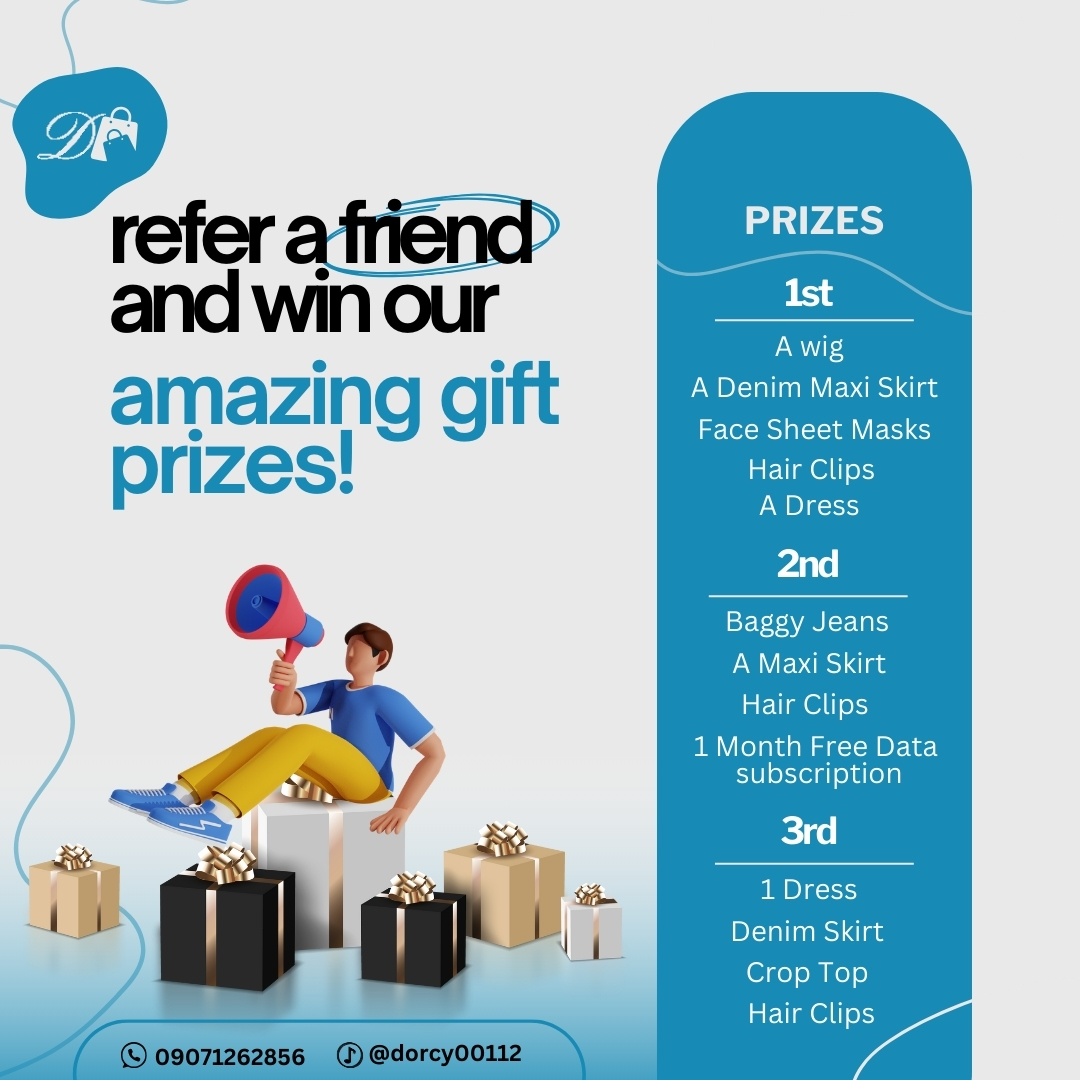 D
refer a friend
and win our
amazing gift
prizes!
PRIZES
1st
A wig
A Denim Maxi Skirt
Face Sheet Masks
Hair Clips
A Dress
2nd
Baggy Jeans
A Maxi Skirt
Hair Clips
1 Month Free Data
subscription
3rd
1 Dress
Denim Skirt
Crop Top
Hair Clips
09071262856
@dorcy00112